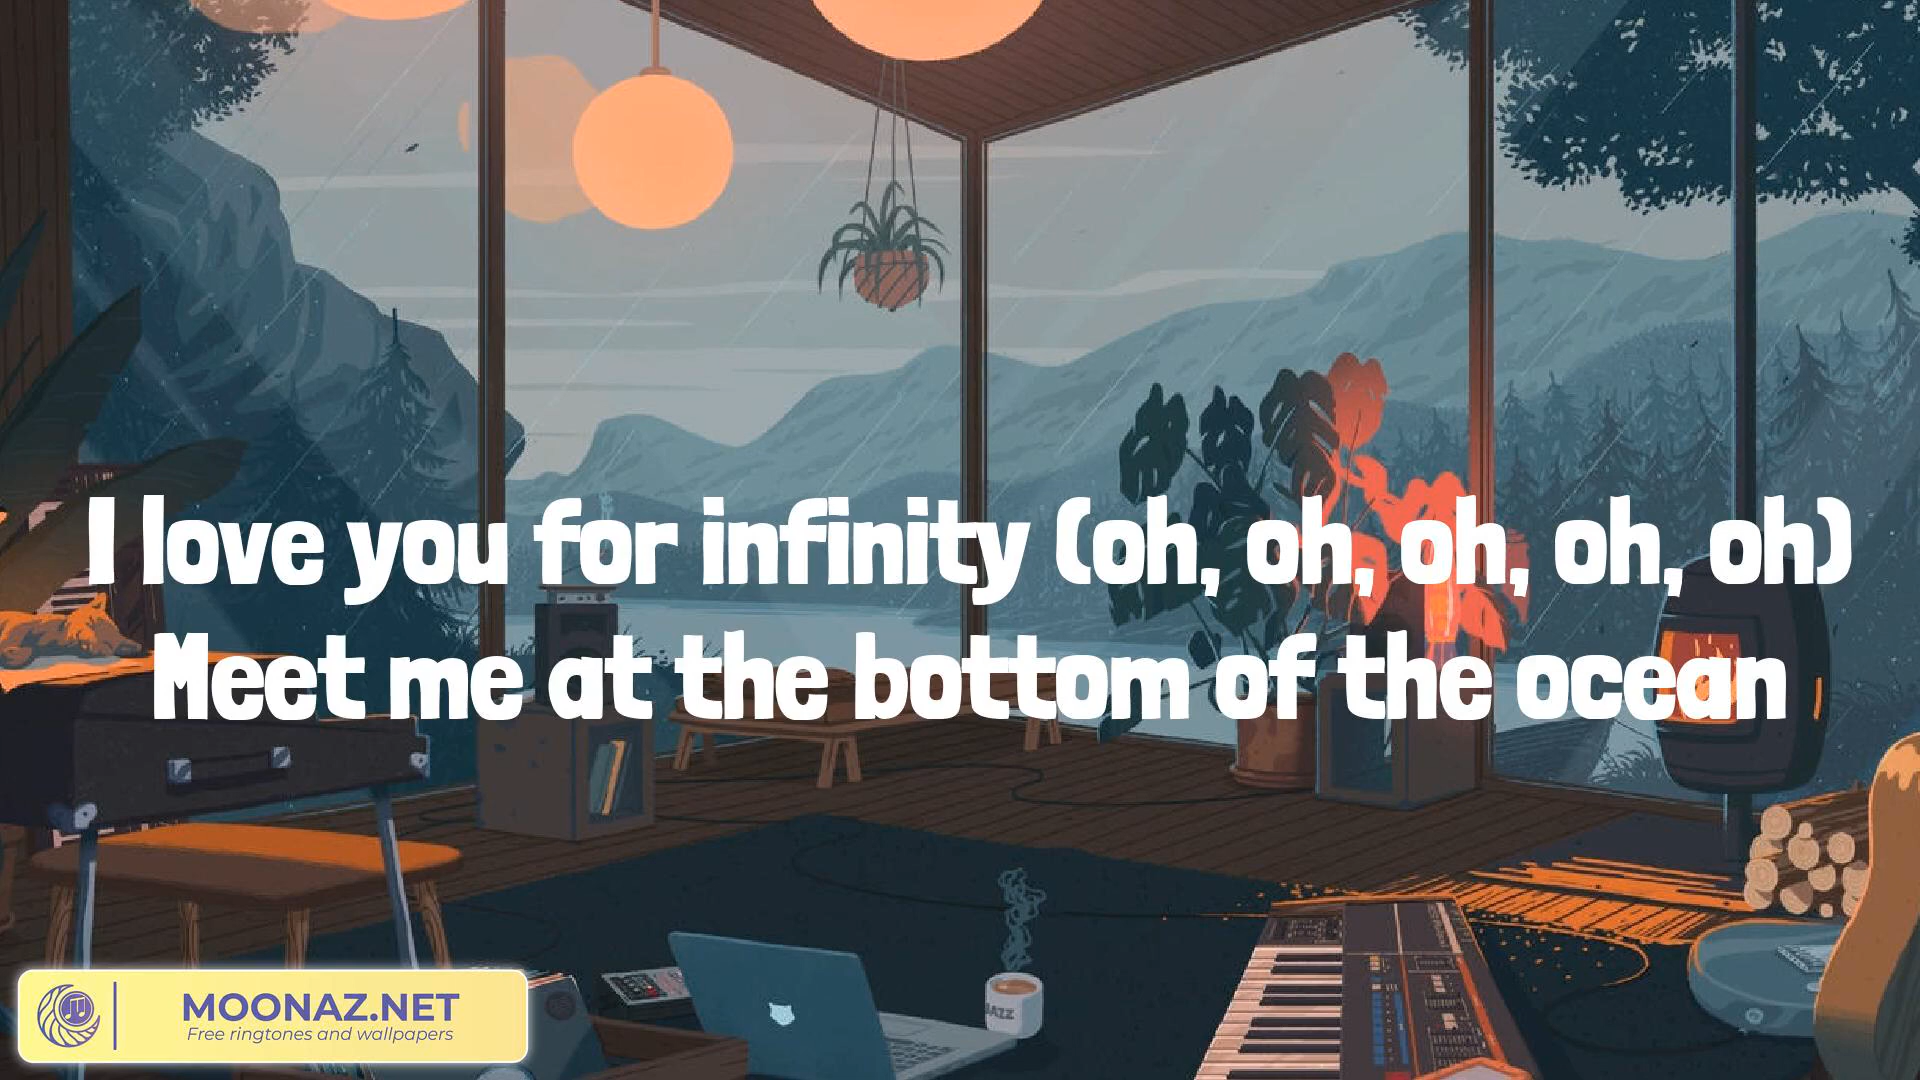 I love you for infinity (oh, oh, oh, oh, oh)
Meet me at the bottom of the ocean
JAZZ
MOONAZ.NET
Free ringtones and wallpapers